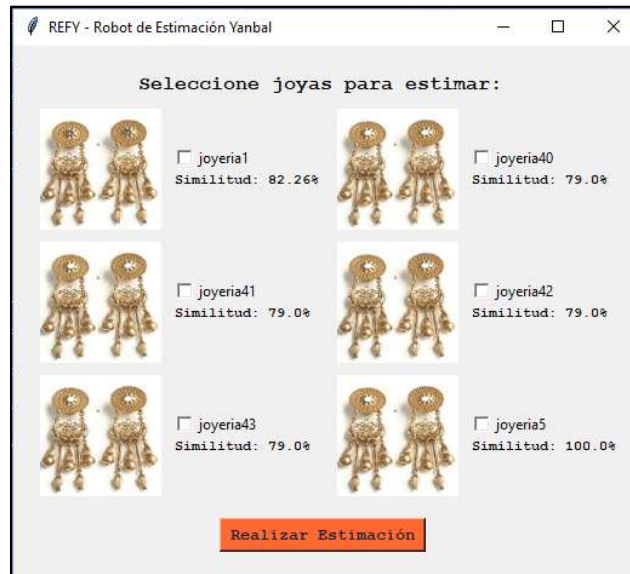 REFY - Robot de Estimación Yanbal
Seleccione joyas para estimar:
joyeria1
Similitud: 82.26%
joyeria40
Similitud: 79.0%
joyeria41
Similitud: 79.0%
joyeria42
Similitud: 79.0%
joyeria43
Similitud: 79.0%
joyeria5
Similitud: 100.0%
Realizar Estimación